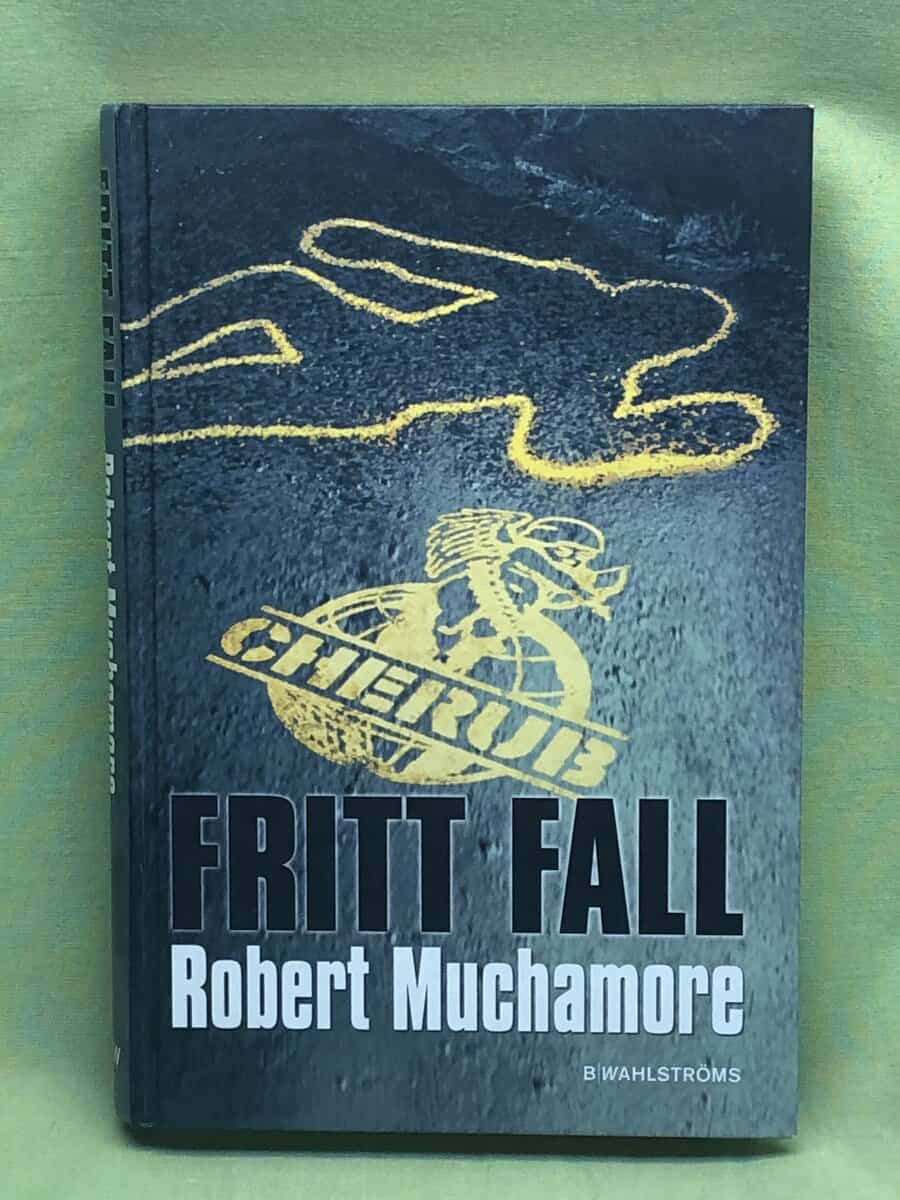 CHERUB
FRITT FALL
Robert Muchamore
B WAHLSTRÖMS
FRITT FALL Robert Muchamore